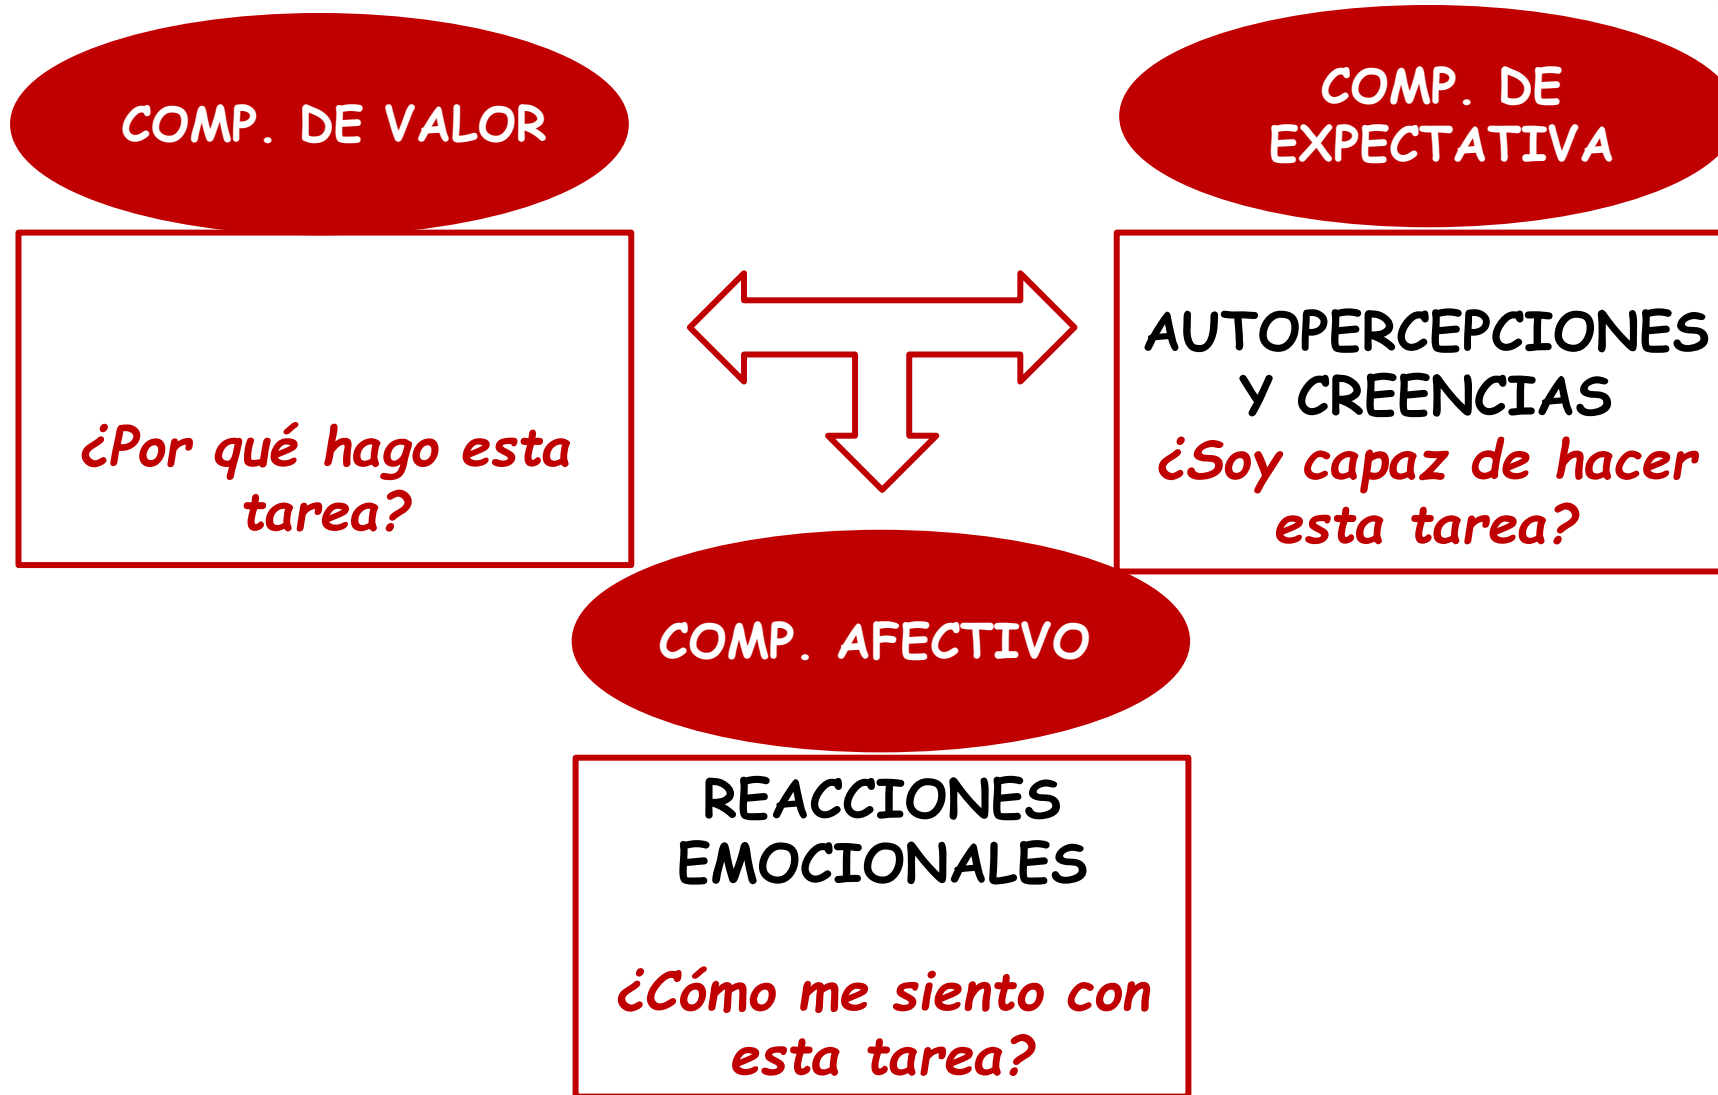 COMP. DE VALOR
¿Por qué hago esta
tarea?
COMP. DE
EXPECTATIVA
AUTOPERCEPCIONES
Y CREENCIAS
¿Soy capaz de hacer
esta tarea?
COMP. AFECTIVO
REACCIONES
EMOCIONALES
¿Cómo me siento con
esta tarea?